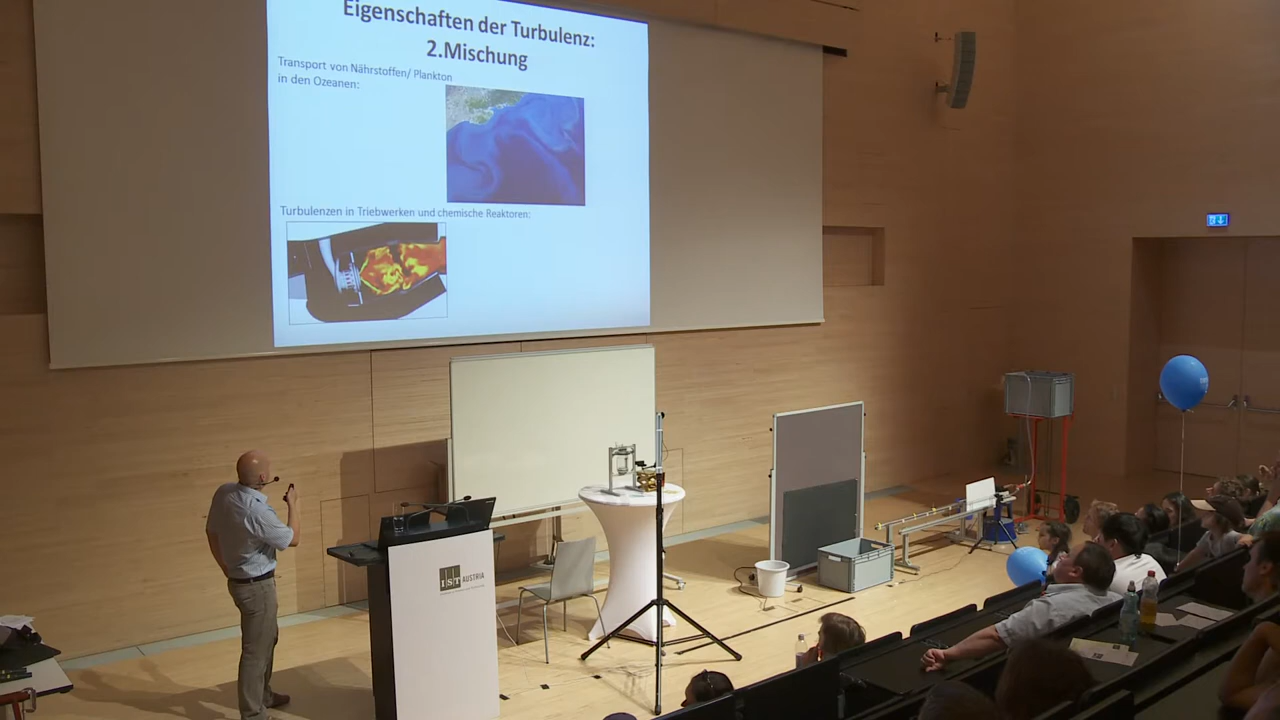 Eigenschaften der Turbulenz:
2.Mischung
Transport von Nährstoffen/ Plankton
in den Ozeanen:
Turbulenzen in Triebwerken und chemische Reaktoren:
IST AUSTRIA